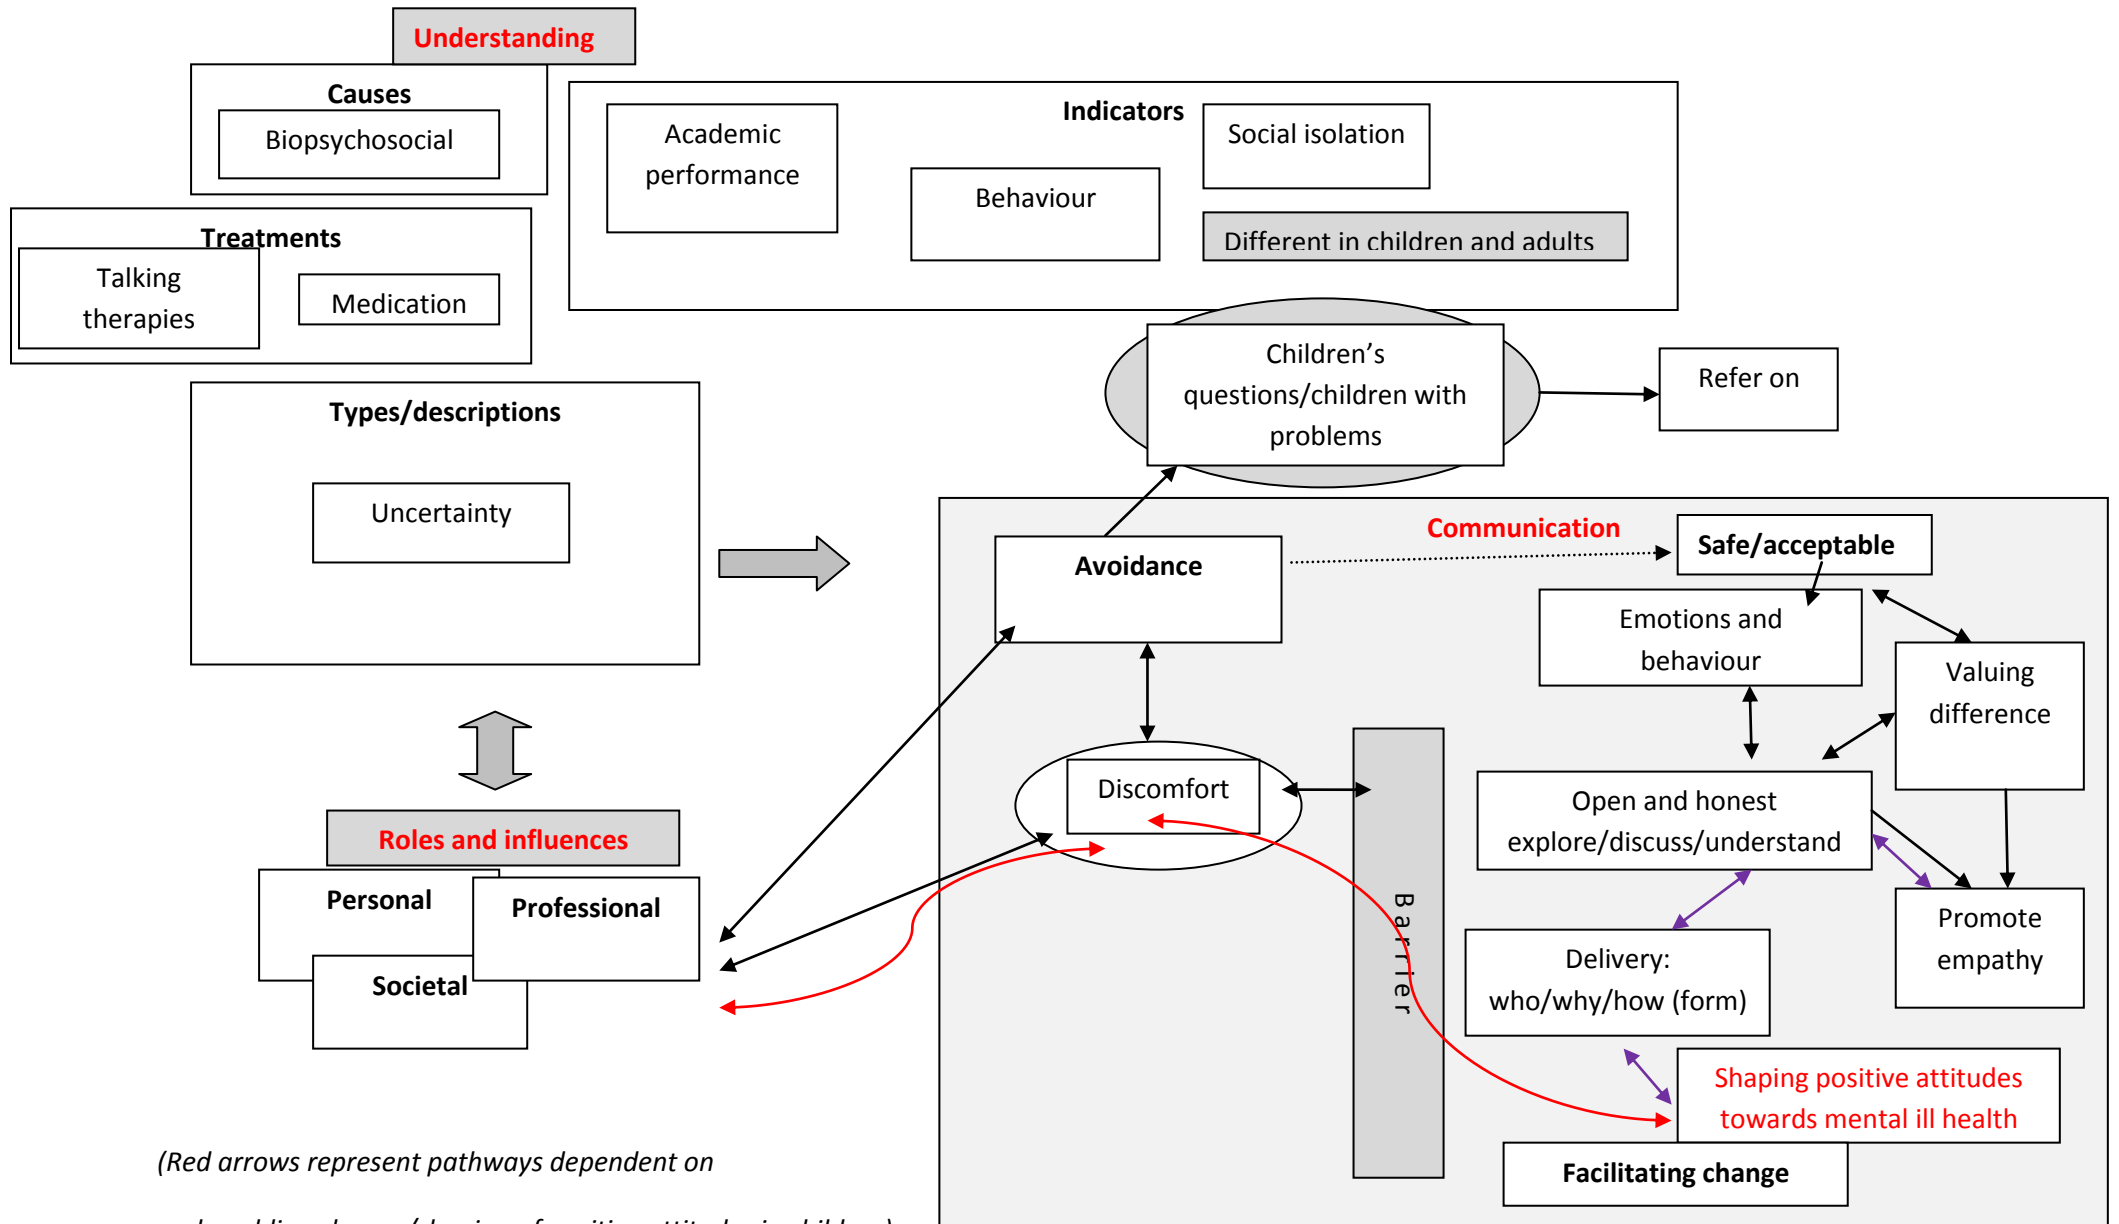 Understanding
Causes
Biopsychosocial
Indicators
Academic
performance
Behaviour
Social isolation
Different in children and adults
Treatments
Talking
therapies
Medication
Types/descriptions
Uncertainty
Children's
questions/children with
problems
Refer on
Communication
Avoidance
Safe/acceptable
Emotions and
behaviour
Valuing
difference
Discomfort
Barrier
Open and honest
explore/discuss/understand
Promote
empathy
Delivery:
who/why/how (form)
Shaping positive attitudes
towards mental ill health
Facilitating change
Roles and influences
Personal
Professional
Societal
(Red arrows represent pathways dependent on